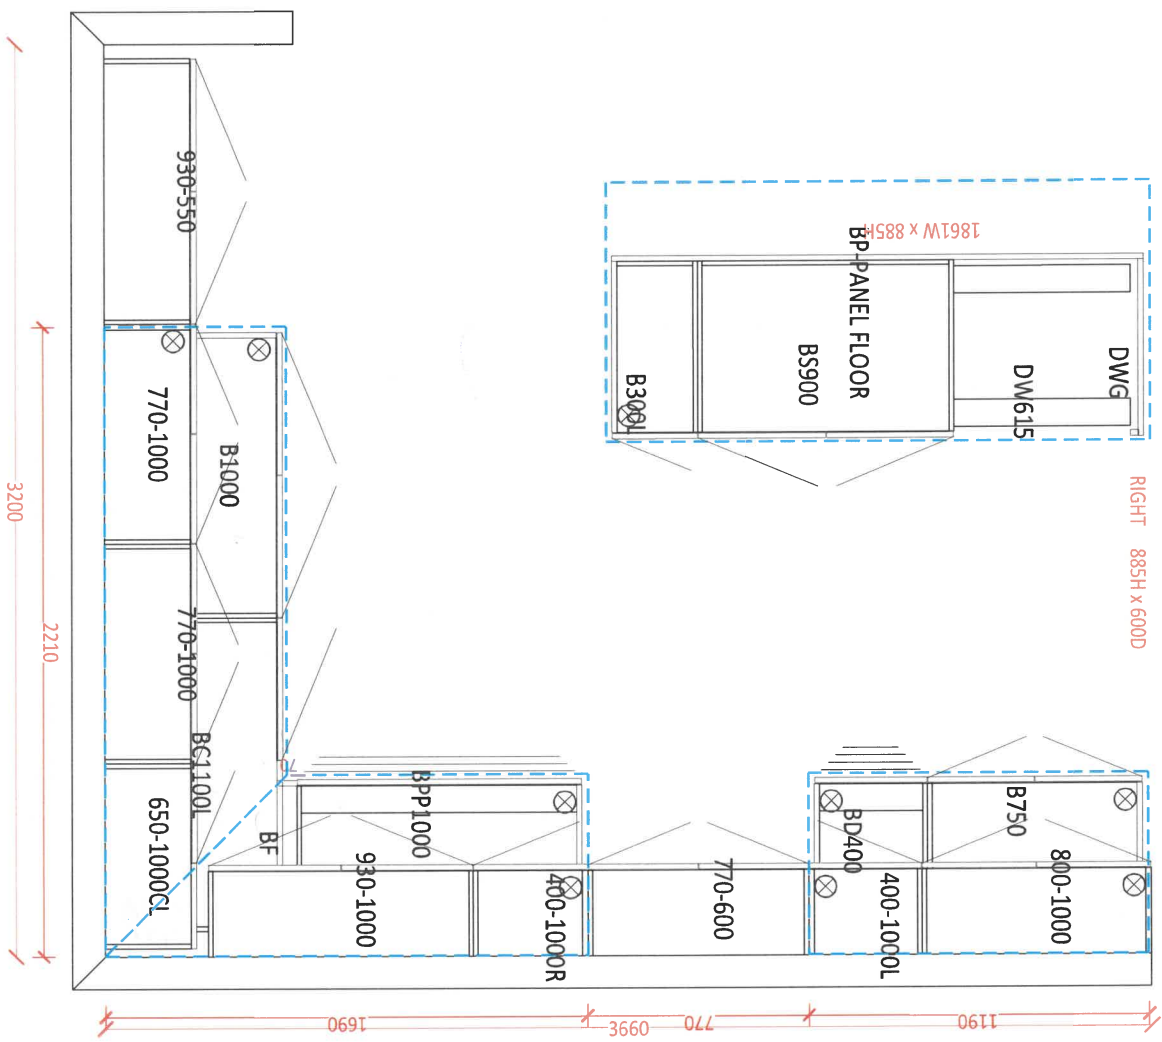 930-550
1861W x 885H
BP-PANEL FLOOR
770-1000
B1000
B300L
BS900
DW615
DWG
3200
RIGHT 885H x 600D
2210
770-1000
BC1100L
650-1000CL
BF
BPP1000
930-1000
400-1000R
770-600
BD400
400-1000L
B750
800-1000
1690
3660
770
1190